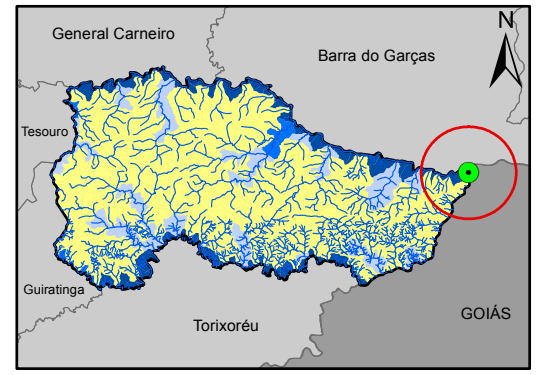 N
General Carneiro
Barra do Garças
Tesouro
Guiratinga
GOIÁS
Torixoréu